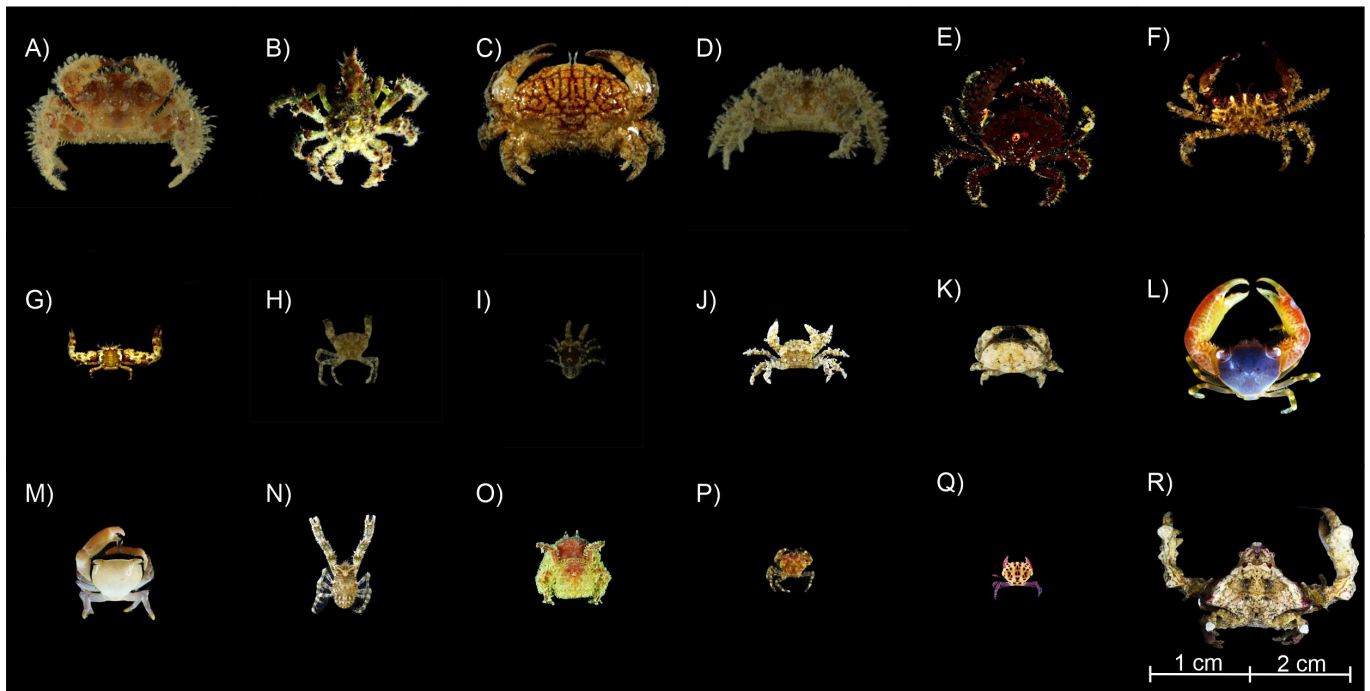 A) B) C) D) E) F)
G) H) I) J) K) L)
M) N) O) P) Q) R)
1 cm 2 cm